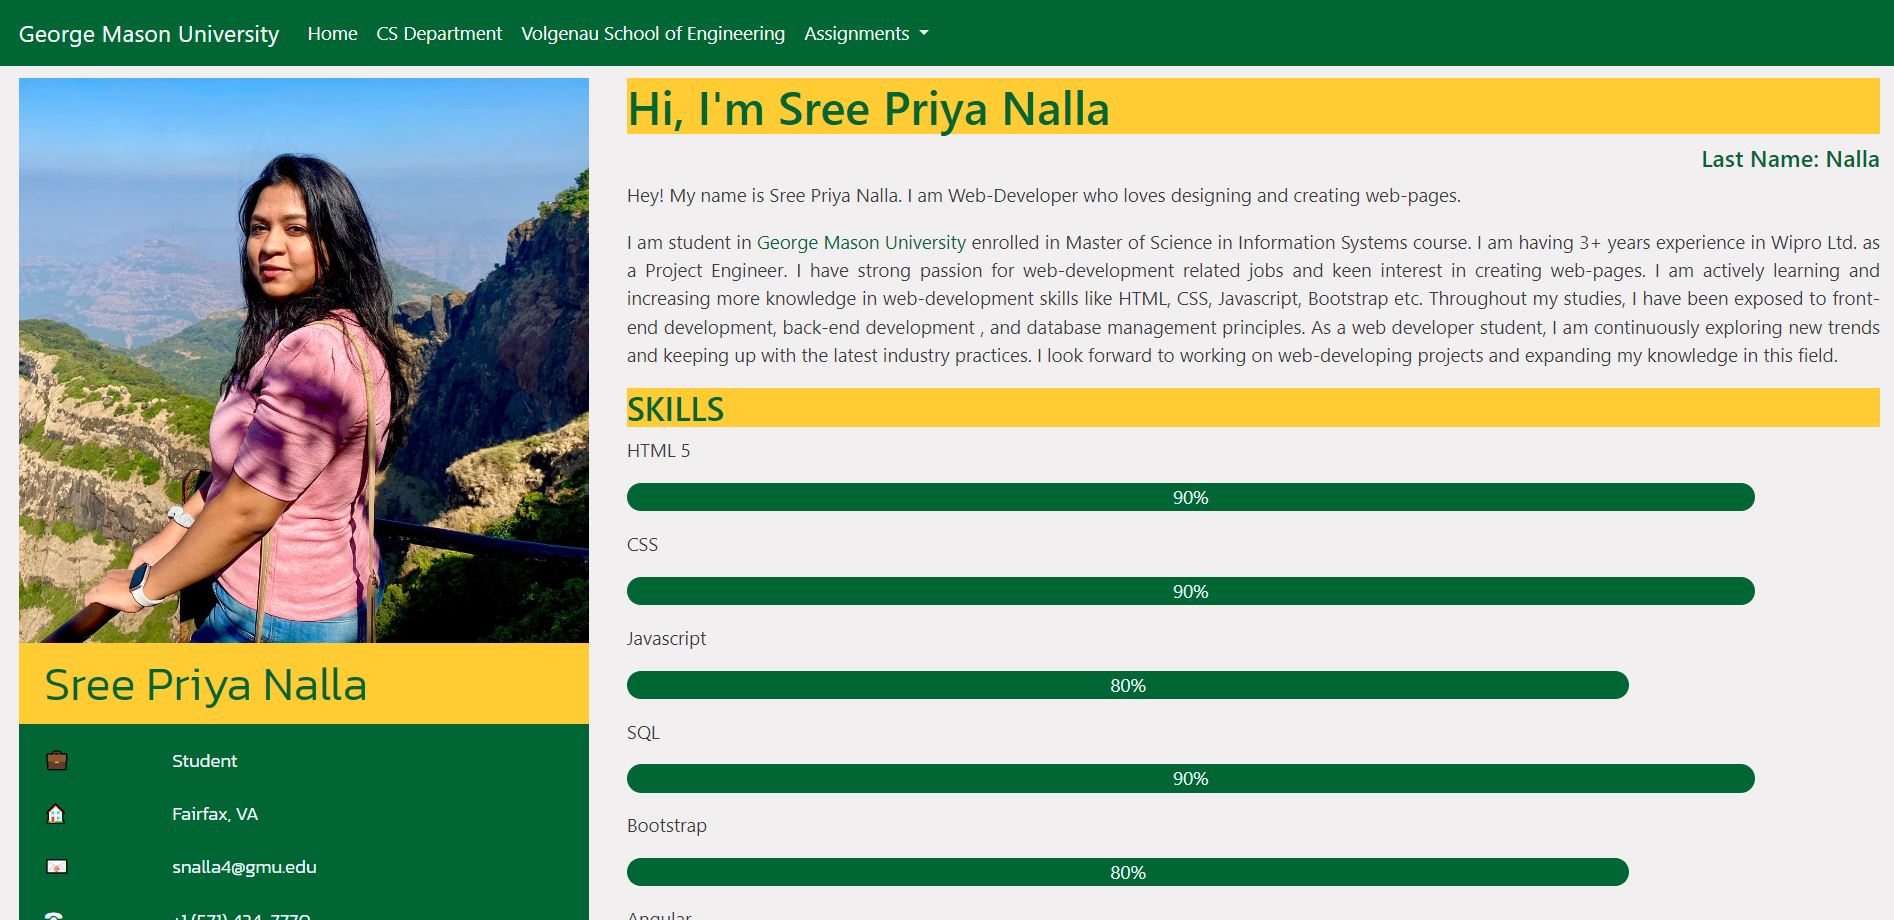 George Mason University Home CS Department Volgenau School of Engineering Assignments
Hi, I'm Sree Priya Nalla
Last Name: Nalla
Hey! My name is Sree Priya Nalla. I am Web-Developer who loves designing and creating web-pages.
I am student in George Mason University enrolled in Master of Science in Information Systems course. I am having 3+ years experience in Wipro Ltd. as
a Project Engineer. I have strong passion for web-development related jobs and keen interest in creating web-pages. I am actively learning and
increasing more knowledge in web-development skills like HTML, CSS, Javascript, Bootstrap etc. Throughout my studies, I have been exposed to front-
end development, back-end development , and database management principles. As a web developer student, I am continuously exploring new trends
and keeping up with the latest industry practices. I look forward to working on web-developing projects and expanding my knowledge in this field.
SKILLS
HTML 5
90%
CSS
90%
Javascript
80%
SQL
90%
Bootstrap
80%
Angular
Sree Priya Nalla
Student
Fairfax, VA
snalla4@gmu.edu